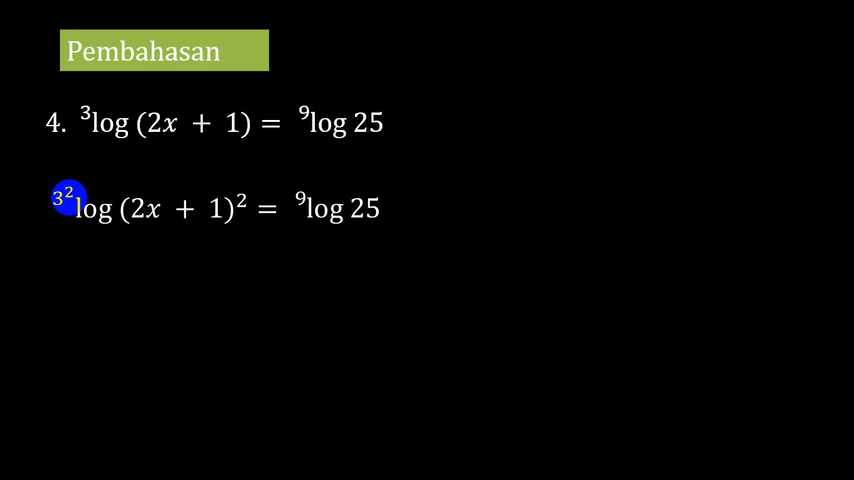 Pembahasan
4. ³log (2x + 1) = ⁹log 25
3²log (2x + 1)² = ⁹log 25